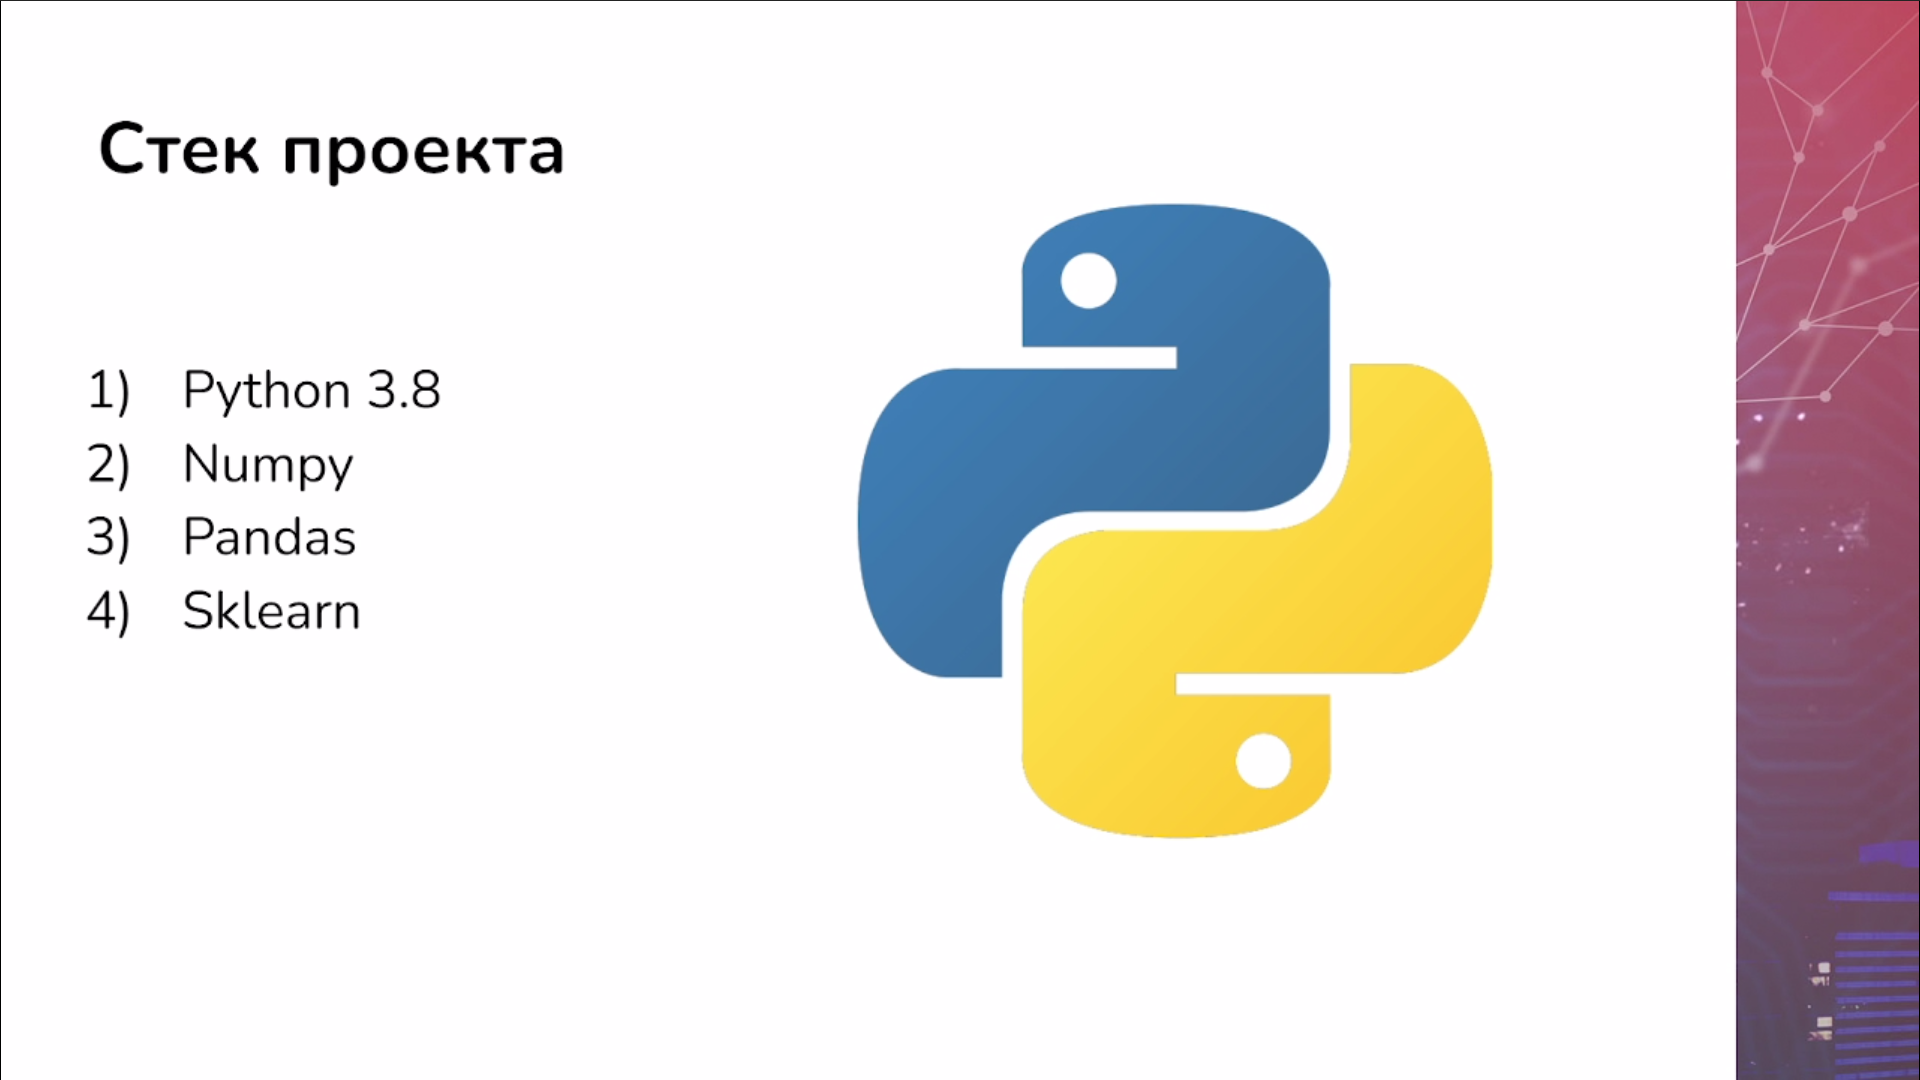 Стек проекта
1) Python 3.8
2) Numpy
3) Pandas
4) Sklearn